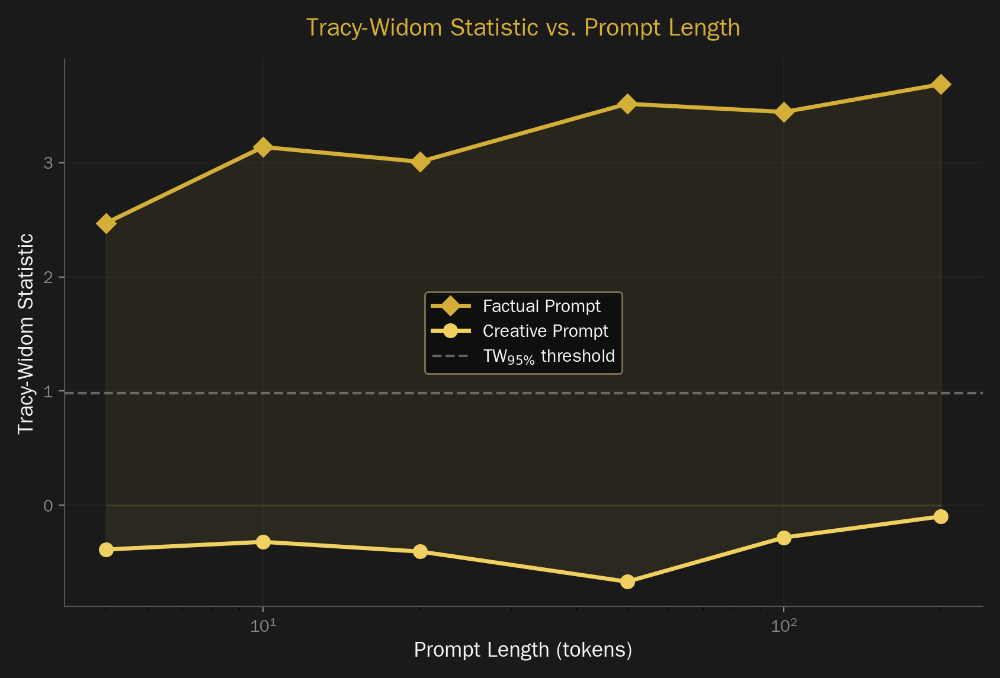 Tracy-Widom Statistic vs. Prompt Length
Tracy-Widom Statistic
3
2
1
0
Factual Prompt
Creative Prompt
TW₉₅% threshold
10¹
10²
Prompt Length (tokens)